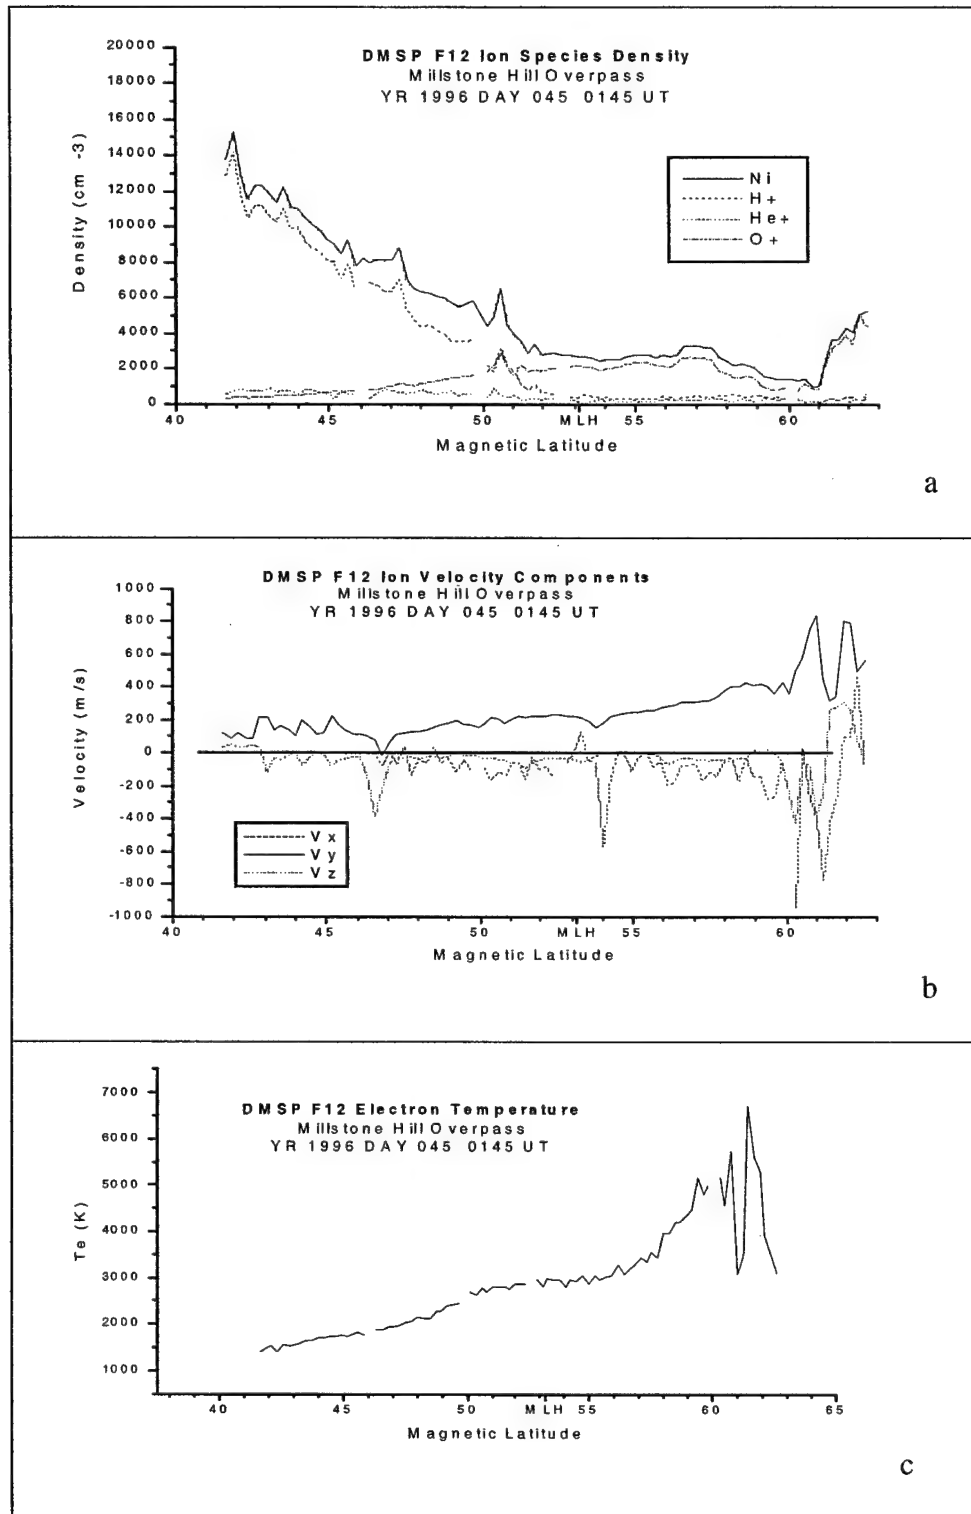 DMSP F12 Ion Species Density
Millstone Hill Overpass
YR 1996 DAY 045 0145 UT
Density (cm -3)
20000
18000
16000
14000
12000
10000
8000
6000
4000
2000
0
Ni
H+
He+
O+
40 45 50 MLH 55 60
Magnetic Latitude
a
DMSP F12 Ion Velocity Components
Millstone Hill Overpass
YR 1996 DAY 045 0145 UT
Velocity (m/s)
1000
800
600
400
200
0
-200
-400
-600
-800
-1000
Vx
Vy
Vz
40 45 50 MLH 55 60
Magnetic Latitude
b
DMSP F12 Electron Temperature
Millstone Hill Overpass
YR 1996 DAY 045 0145 UT
Te (K)
7000
6000
5000
4000
3000
2000
1000
40 45 50 MLH 55 60 65
Magnetic Latitude
c